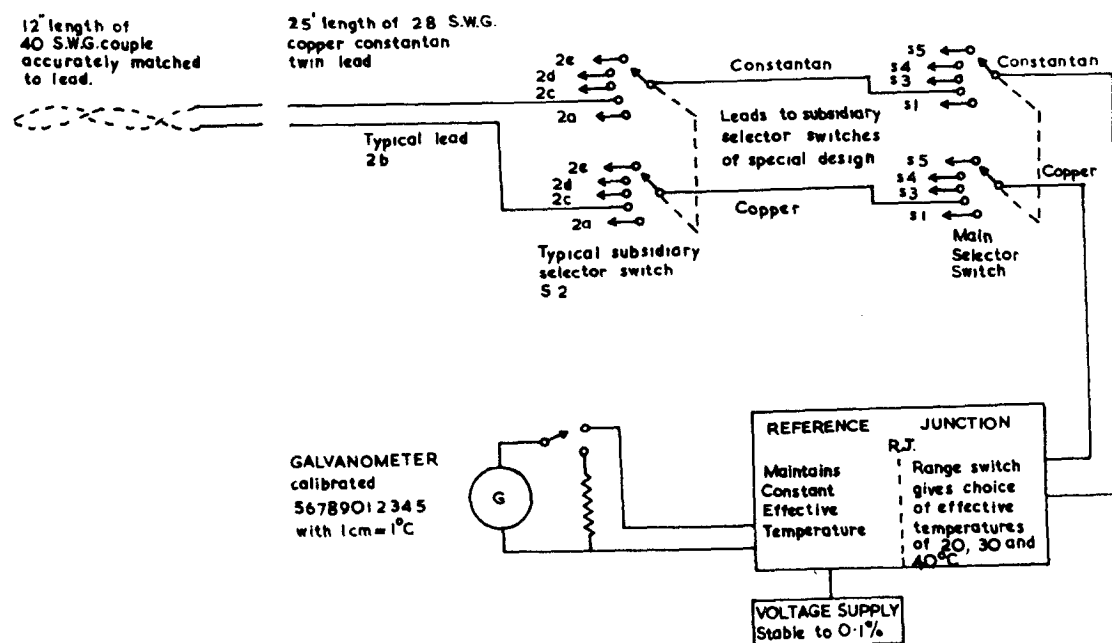 12" length of
40 S.W.G. couple
accurately matched
to lead.
25' length of 28 S.W.G.
copper constantan
twin lead
Typical lead
2b
2e
2d
2c
2a
2e
2d
2c
2a
Typical subsidiary
selector switch
S 2
Constantan
Leads to subsidiary
selector switches
of special design
Copper
s5
s4
s3
s1
Constantan
s5
s4
s3
s1
Copper
Main
Selector
Switch
GALVANOMETER
calibrated
56789012345
with 1cm=1°C
G
REFERENCE JUNCTION
R.J.
Maintains
Constant
Effective
Temperature
Range switch
gives choice
of effective
temperatures
of 20, 30 and
40°C
VOLTAGE SUPPLY
Stable to 0·1%